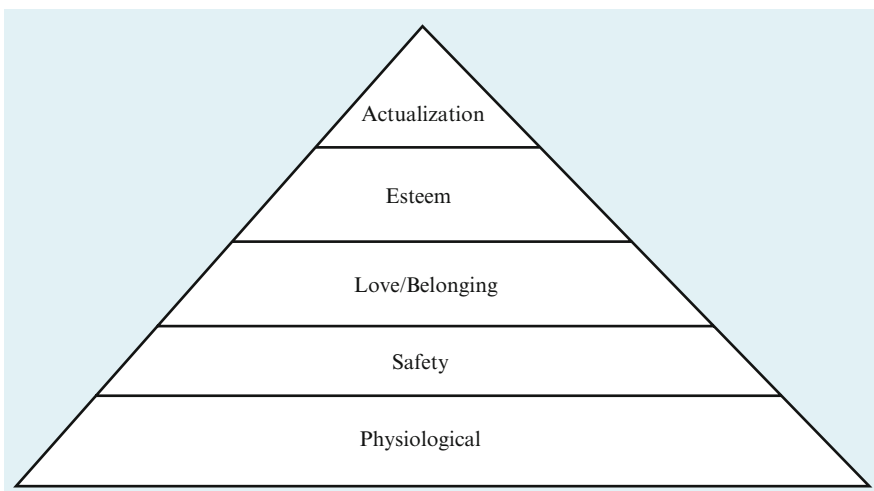 Actualization
Esteem
Love/Belonging
Safety
Physiological